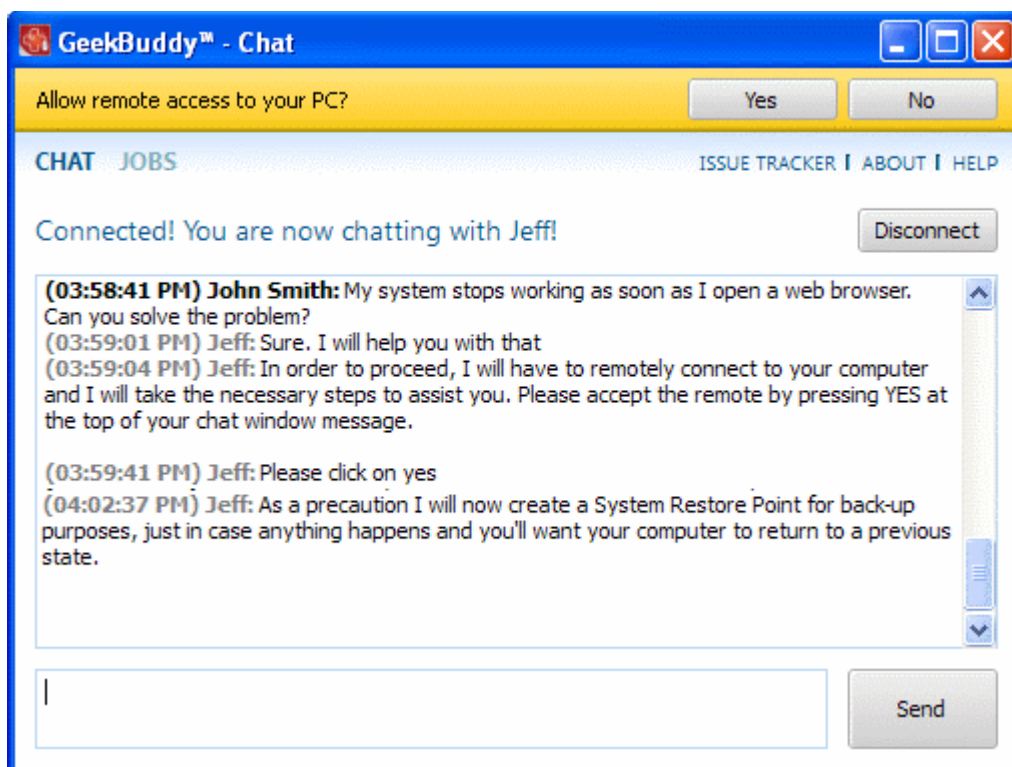 GeekBuddy™ - Chat
Allow remote access to your PC?
Yes
No
CHAT JOBS
ISSUE TRACKER | ABOUT | HELP
Connected! You are now chatting with Jeff!
Disconnect
(03:58:41 PM) John Smith: My system stops working as soon as I open a web browser.
Can you solve the problem?
(03:59:01 PM) Jeff: Sure. I will help you with that
(03:59:04 PM) Jeff: In order to proceed, I will have to remotely connect to your computer
and I will take the necessary steps to assist you. Please accept the remote by pressing YES at
the top of your chat window message.
(03:59:41 PM) Jeff: Please click on yes
(04:02:37 PM) Jeff: As a precaution I will now create a System Restore Point for back-up
purposes, just in case anything happens and you'll want your computer to return to a previous
state.
Send